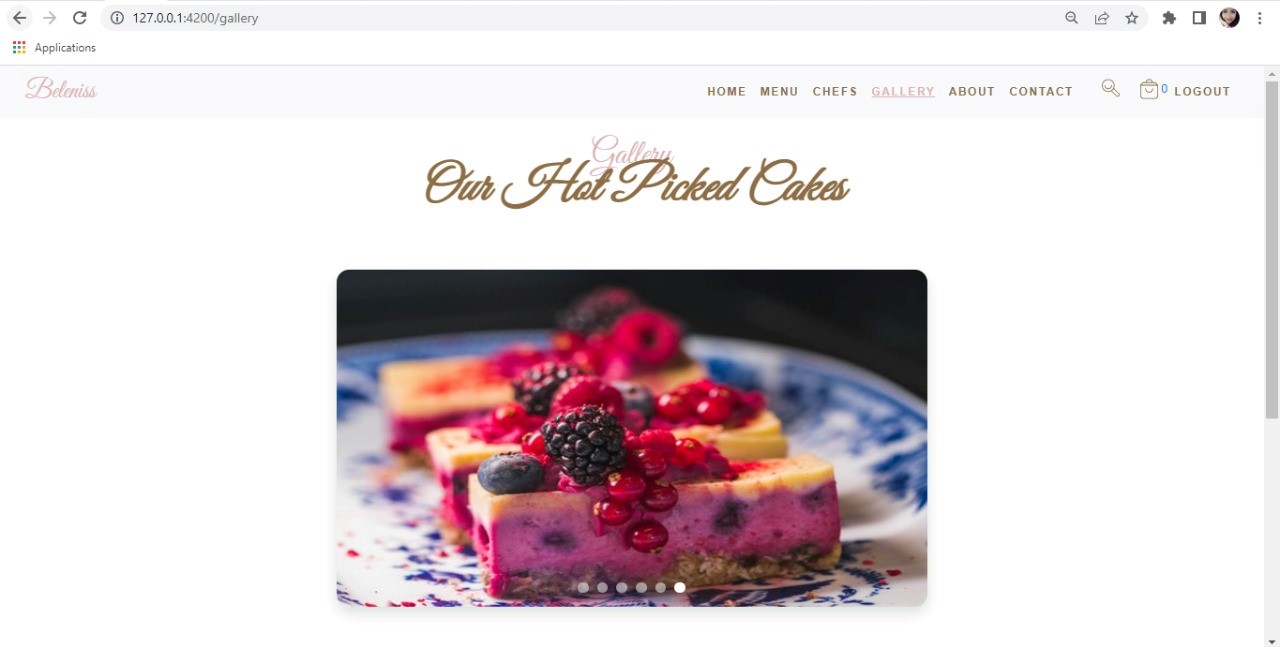 127.0.0.1:4200/gallery
Applications
Beleniss
HOME MENU CHEFS GALLERY ABOUT CONTACT 0 LOGOUT
Gallery
Our Hot Picked Cakes